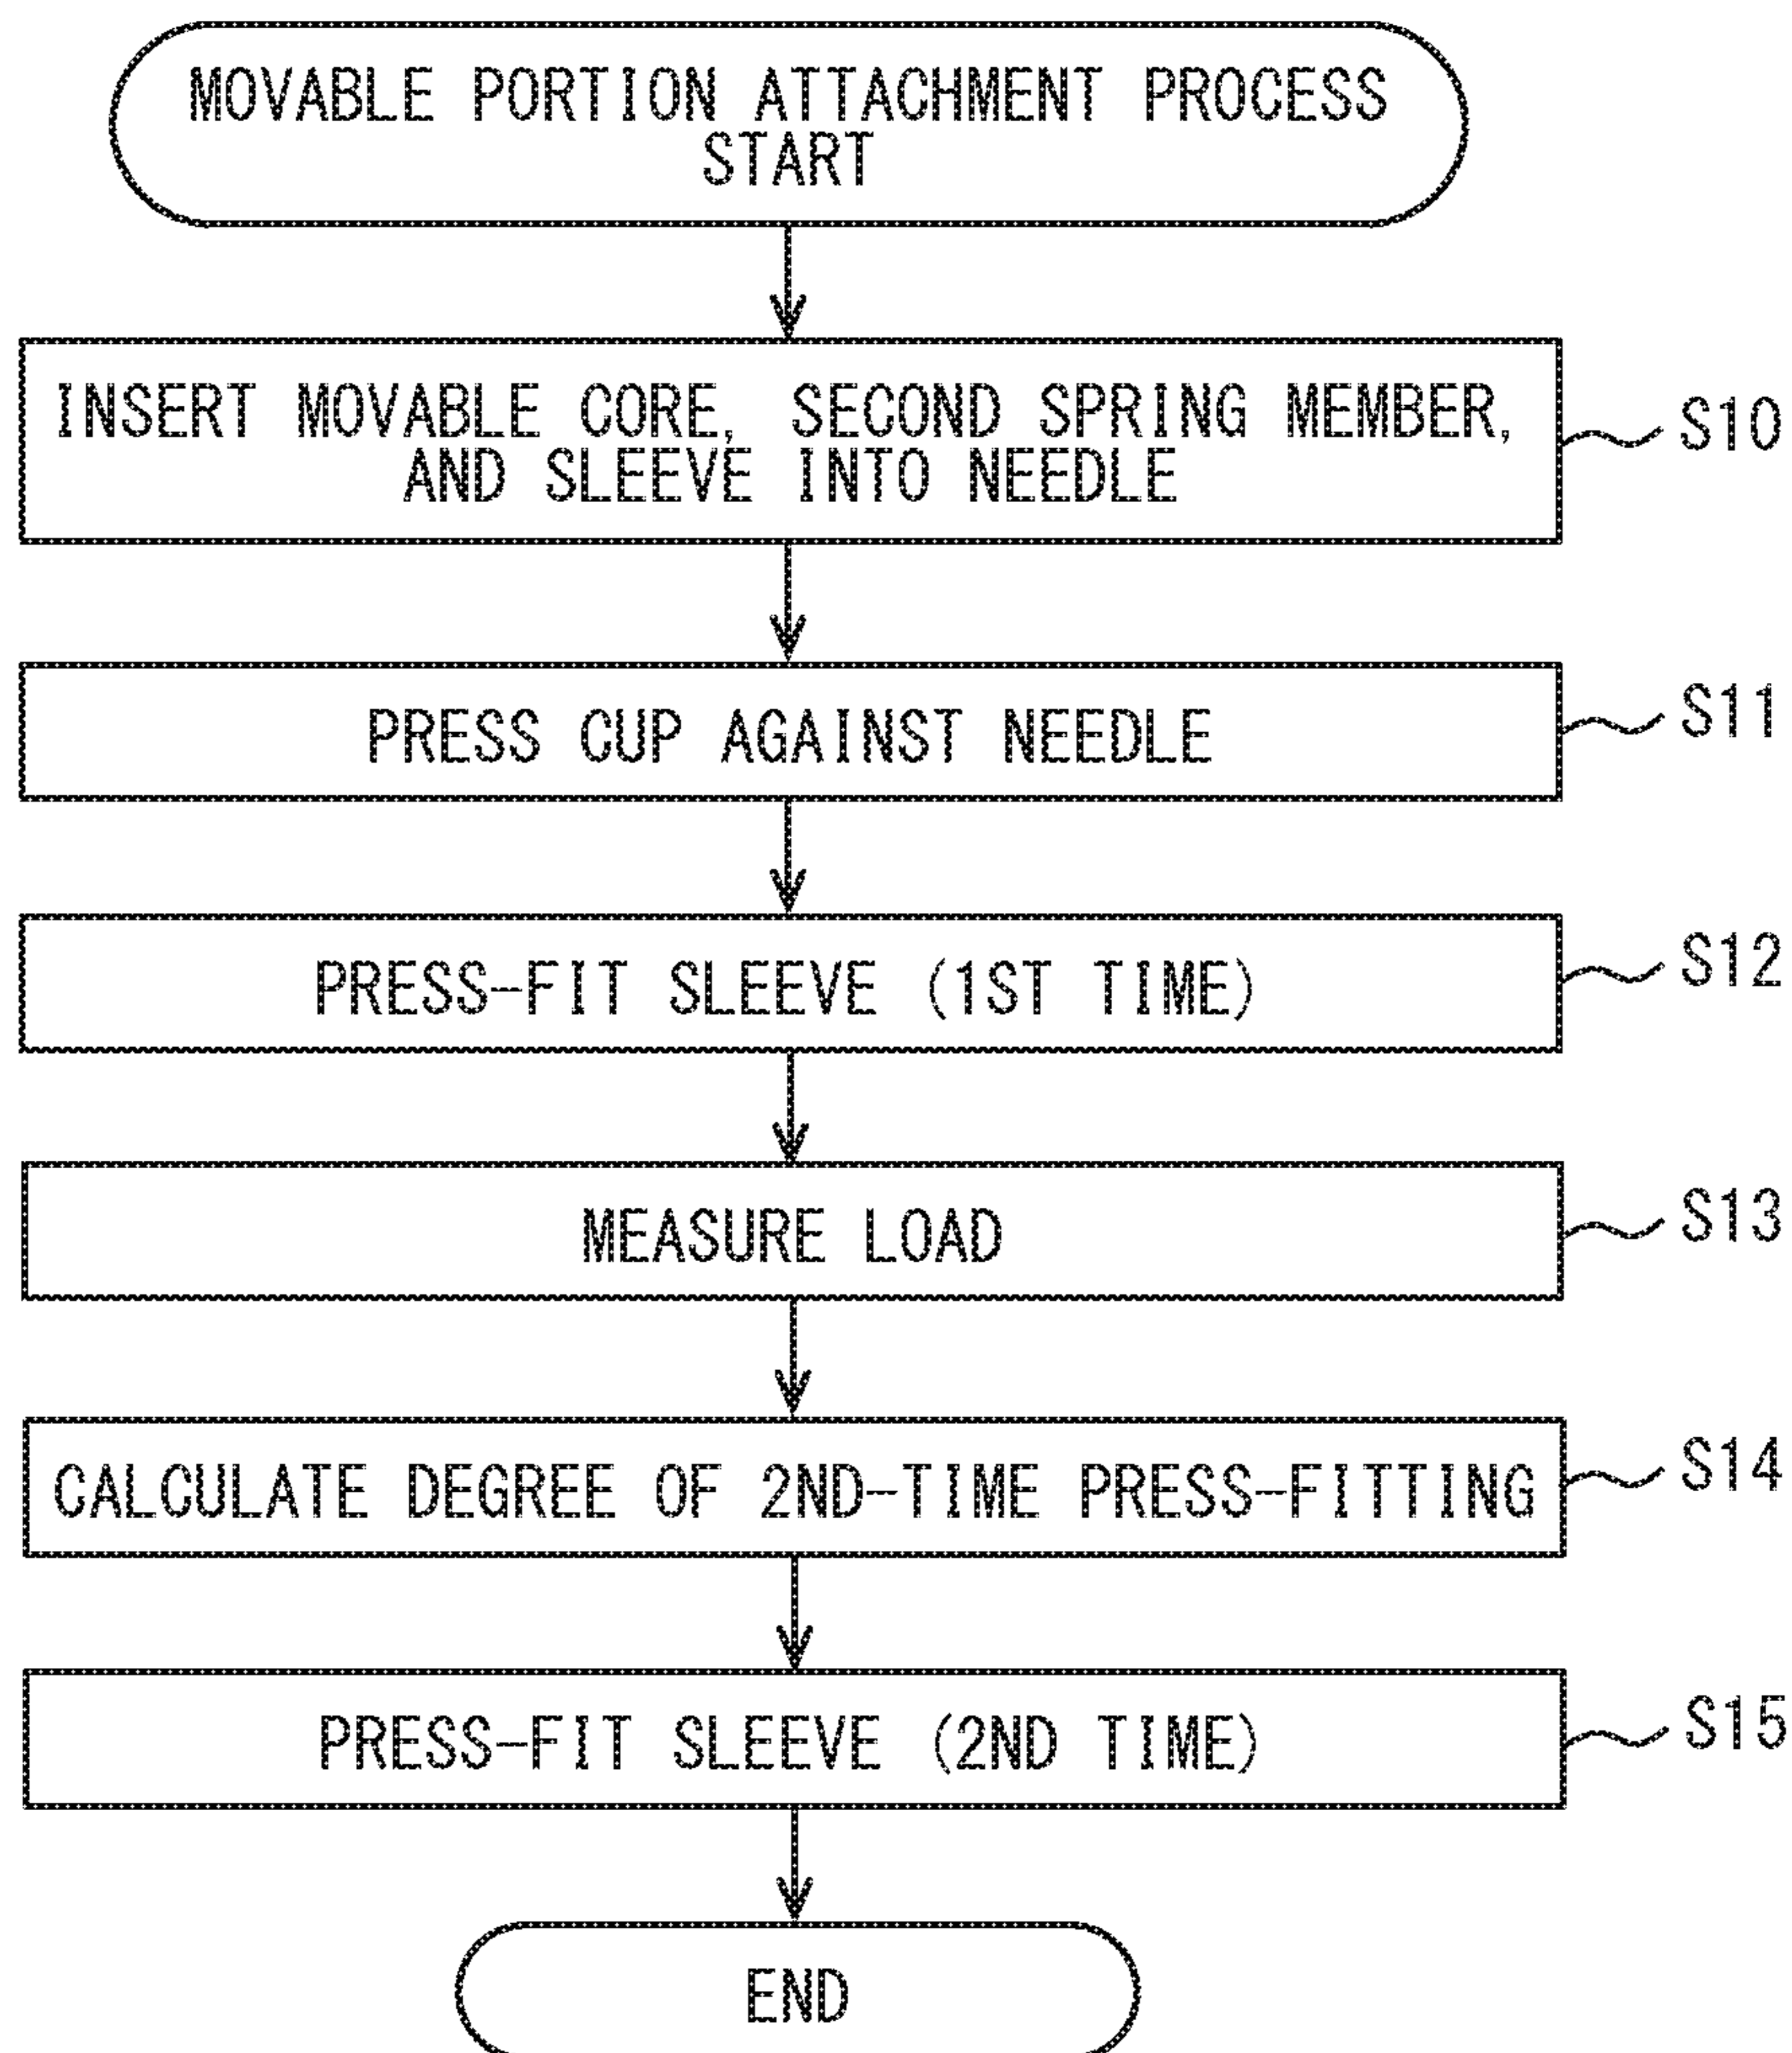 MOVABLE PORTION ATTACHMENT PROCESS
START
INSERT MOVABLE CORE, SECOND SPRING MEMBER,
AND SLEEVE INTO NEEDLE
S10
PRESS CUP AGAINST NEEDLE
S11
PRESS-FIT SLEEVE (1ST TIME)
S12
MEASURE LOAD
S13
CALCULATE DEGREE OF 2ND-TIME PRESS-FITTING
S14
PRESS-FIT SLEEVE (2ND TIME)
S15
END